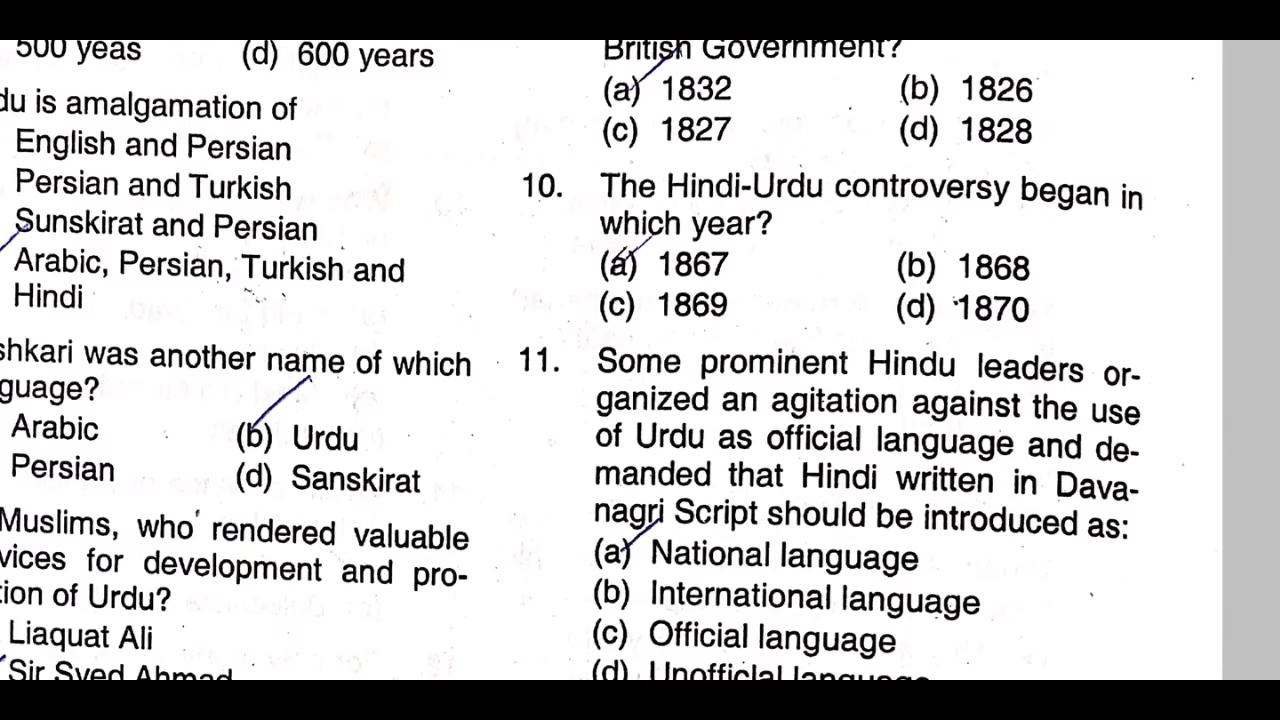 500 yeas (d) 600 years
du is amalgamation of
English and Persian
Persian and Turkish
Sunskirat and Persian
Arabic, Persian, Turkish and
Hindi
shkari was another name of which
guage?
Arabic (b) Urdu
Persian (d) Sanskirat
Muslims, who rendered valuable
vices for development and pro-
tion of Urdu?
Liaquat Ali
Sir Syed Ahmad
British Government?
(a) 1832 (b) 1826
(c) 1827 (d) 1828
10. The Hindi-Urdu controversy began in
which year?
(a) 1867 (b) 1868
(c) 1869 (d) 1870
11. Some prominent Hindu leaders or-
ganized an agitation against the use
of Urdu as official language and de-
manded that Hindi written in Dava-
nagri Script should be introduced as:
(a) National language
(b) International language
(c) Official language
(d) Unofficial language